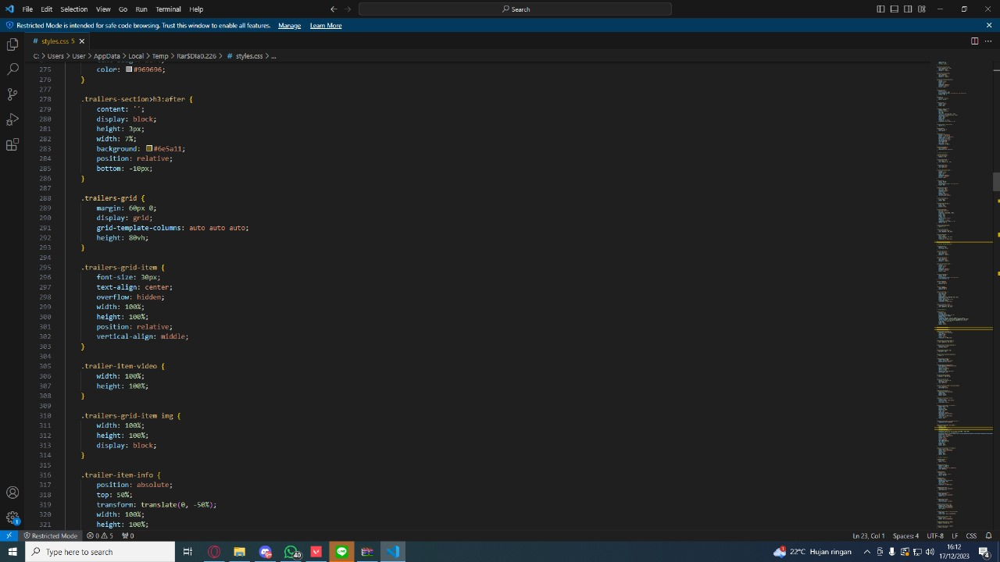 File Edit Selection View Go Run Terminal Help Search
Restricted Mode is intended for safe code browsing. Trust this window to enable all features. Manage Learn More
# styles.css 5
C: > Users > User > AppData > Local > Temp > Rar$DIa0.226 > # styles.css > ...
275 color: #969696;
276 }
277
278 .trailers-section>h3:after {
279 content: '';
280 display: block;
281 height: 3px;
282 width: 7%;
283 background: #6e5a11;
284 position: relative;
285 bottom: -10px;
286 }
287
288 .trailers-grid {
289 margin: 60px 0;
290 display: grid;
291 grid-template-columns: auto auto auto;
292 height: 80vh;
293 }
294
295 .trailers-grid-item {
296 font-size: 30px;
297 text-align: center;
298 overflow: hidden;
299 width: 100%;
300 height: 100%;
301 position: relative;
302 vertical-align: middle;
303 }
304
305 .trailer-item-video {
306 width: 100%;
307 height: 100%;
308 }
309
310 .trailers-grid-item img {
311 width: 100%;
312 height: 100%;
313 display: block;
314 }
315
316 .trailer-item-info {
317 position: absolute;
318 top: 50%;
319 transform: translate(0, -50%);
320 width: 100%;
321 height: 100%;
Restricted Mode 0 5 0 Ln 23, Col 1 Spaces: 4 UTF-8 LF CSS
Type here to search 40 22°C Hujan ringan 16:12
17/12/2023